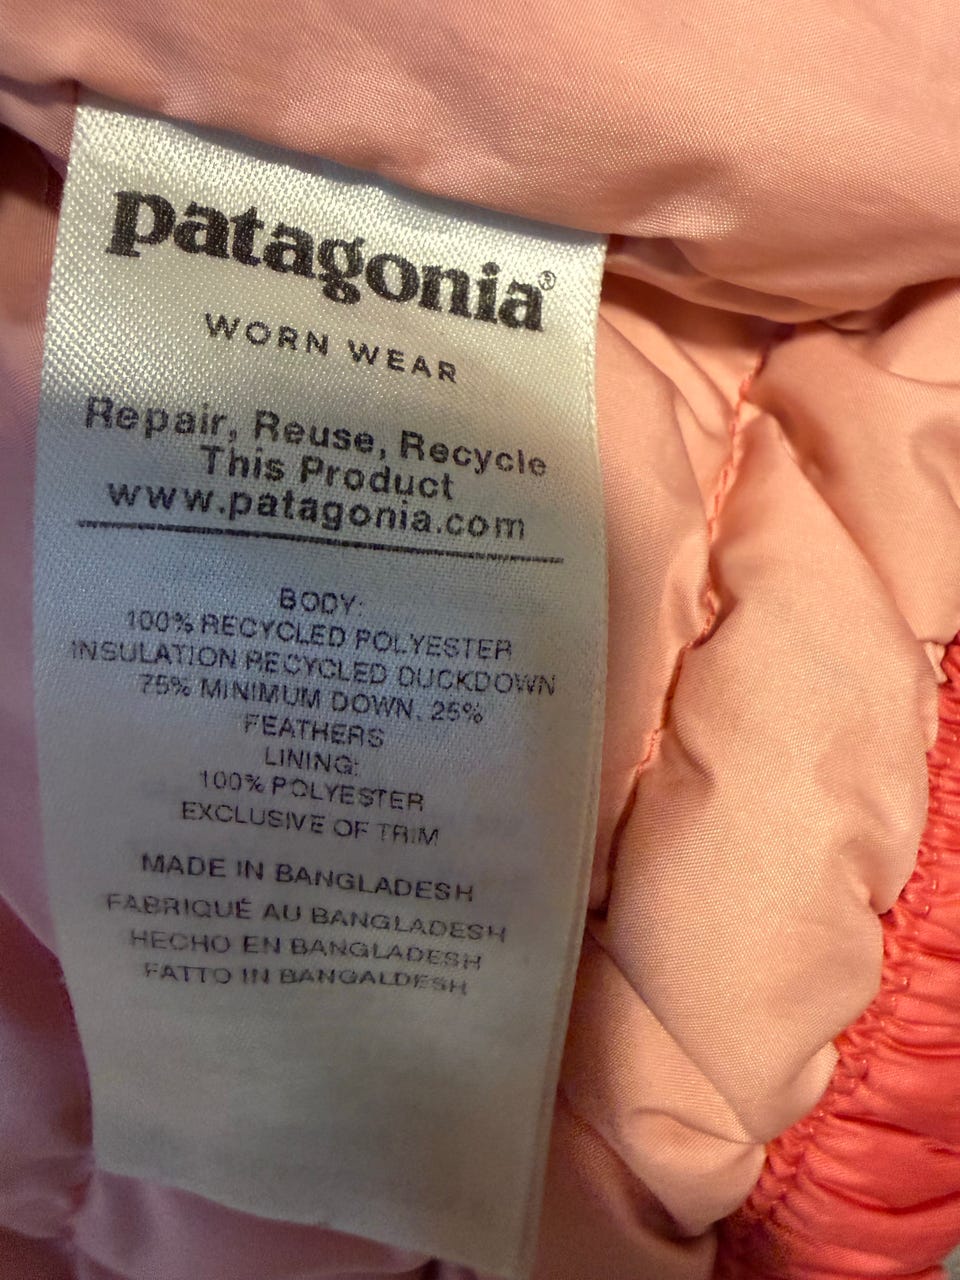 patagonia®
WORN WEAR
Repair, Reuse, Recycle
This Product
www.patagonia.com
BODY:
100% RECYCLED POLYESTER
INSULATION RECYCLED DUCKDOWN
75% MINIMUM DOWN, 25%
FEATHERS
LINING:
100% POLYESTER
EXCLUSIVE OF TRIM
MADE IN BANGLADESH
FABRIQUÉ AU BANGLADESH
HECHO EN BANGLADESH
FATTO IN BANGALDESH